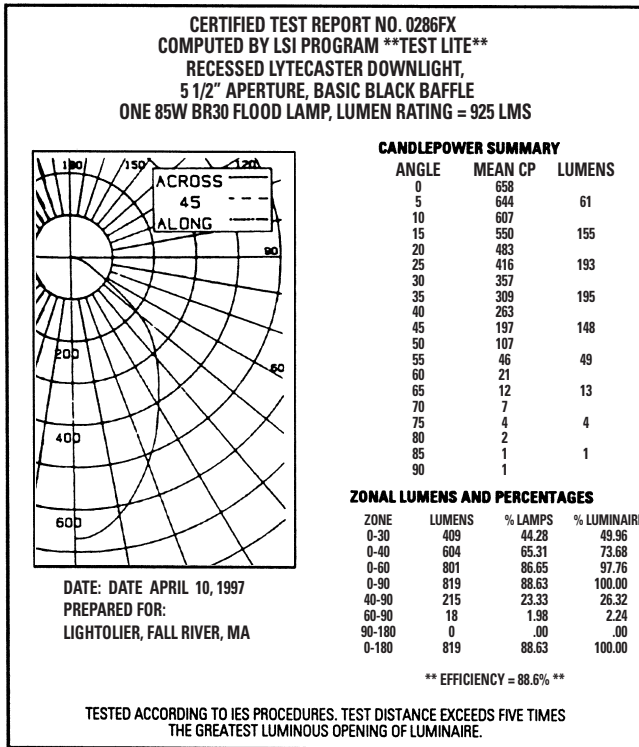 CERTIFIED TEST REPORT NO. 0286FX
COMPUTED BY LSI PROGRAM **TEST LITE**
RECESSED LYTECASTER DOWNLIGHT,
5 1/2” APERTURE, BASIC BLACK BAFFLE
ONE 85W BR30 FLOOD LAMP, LUMEN RATING = 925 LMS
180 150 120
ACROSS
45
ALONG
90
60
200
400
600
DATE: DATE APRIL 10, 1997
PREPARED FOR:
LIGHTOLIER, FALL RIVER, MA
CANDLEPOWER SUMMARY
ANGLE MEAN CP LUMENS
0 658
5 644 61
10 607
15 550 155
20 483
25 416 193
30 357
35 309 195
40 263
45 197 148
50 107
55 46 49
60 21
65 12 13
70 7
75 4 4
80 2
85 1 1
90 1
ZONAL LUMENS AND PERCENTAGES
ZONE LUMENS % LAMPS % LUMINAIRE
0-30 409 44.28 49.96
0-40 604 65.31 73.68
0-60 801 86.65 97.76
0-90 819 88.63 100.00
40-90 215 23.33 26.32
60-90 18 1.98 2.24
90-180 0 .00 .00
0-180 819 88.63 100.00
** EFFICIENCY = 88.6% **
TESTED ACCORDING TO IES PROCEDURES. TEST DISTANCE EXCEEDS FIVE TIMES
THE GREATEST LUMINOUS OPENING OF LUMINAIRE.